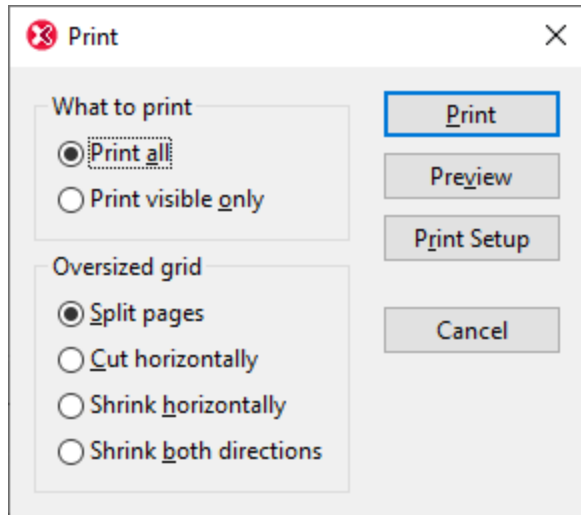 Print
What to print
Print all
Print visible only
Oversized grid
Split pages
Cut horizontally
Shrink horizontally
Shrink both directions
Print
Preview
Print Setup
Cancel